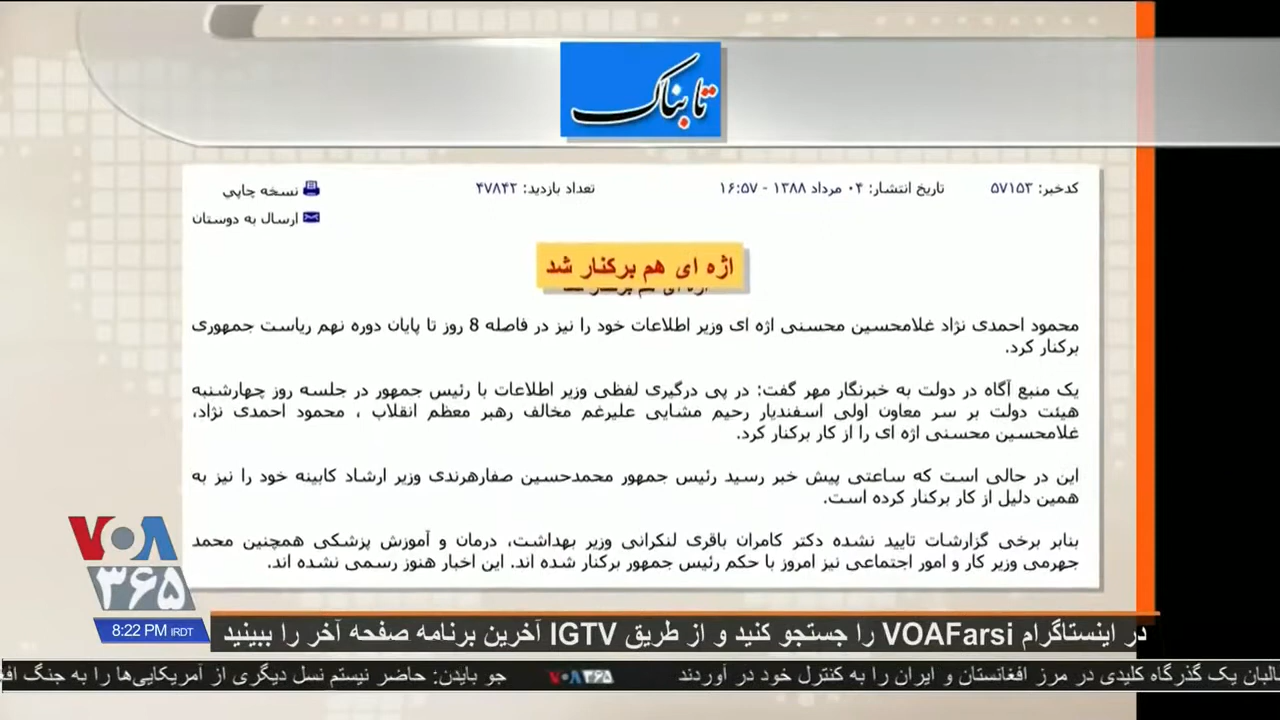 تابناک
کدخبر: ۵۷۱۵۳
تاریخ انتشار: ۰۴ مرداد ۱۳۸۸ - ۱۶:۵۷
تعداد بازدید: ۴۷۸۴۲
نسخه چاپي
ارسال به دوستان
اژه ای هم برکنار شد
محمود احمدی نژاد غلامحسین محسنی اژه ای وزیر اطلاعات خود را نیز در فاصله 8 روز تا پایان دوره نهم ریاست جمهوری
برکنار کرد.
یک منبع آگاه در دولت به خبرنگار مهر گفت: در پی درگیری لفظی وزیر اطلاعات با رئیس جمهور در جلسه روز چهارشنبه
هیئت دولت بر سر معاون اولی اسفندیار رحیم مشایی علیرغم مخالف رهبر معظم انقلاب ، محمود احمدی نژاد،
غلامحسین محسنی اژه ای را از کار برکنار کرد.
این در حالی است که ساعتی پیش خبر رسید رئیس جمهور محمدحسین صفارهرندی وزیر ارشاد کابینه خود را نیز به
همین دلیل از کار برکنار کرده است.
بنابر برخی گزارشات تایید نشده دکتر کامران باقری لنکرانی وزیر بهداشت، درمان و آموزش پزشکی همچنین محمد
جهرمی وزیر کار و امور اجتماعی نیز امروز با حکم رئیس جمهور برکنار شده اند. این اخبار هنوز رسمی نشده اند.
VOA
۳۶۵
8:22 PM IRDT
در اینستاگرام VOAFarsi را جستجو کنید و از طریق IGTV آخرین برنامه صفحه آخر را ببینید
البان یک گذرگاه کلیدی در مرز افغانستان و ایران را به کنترل خود در آوردند VOA۳۶۵ جو بایدن: حاضر نیستم نسل دیگری از آمریکایی‌ها را به جنگ